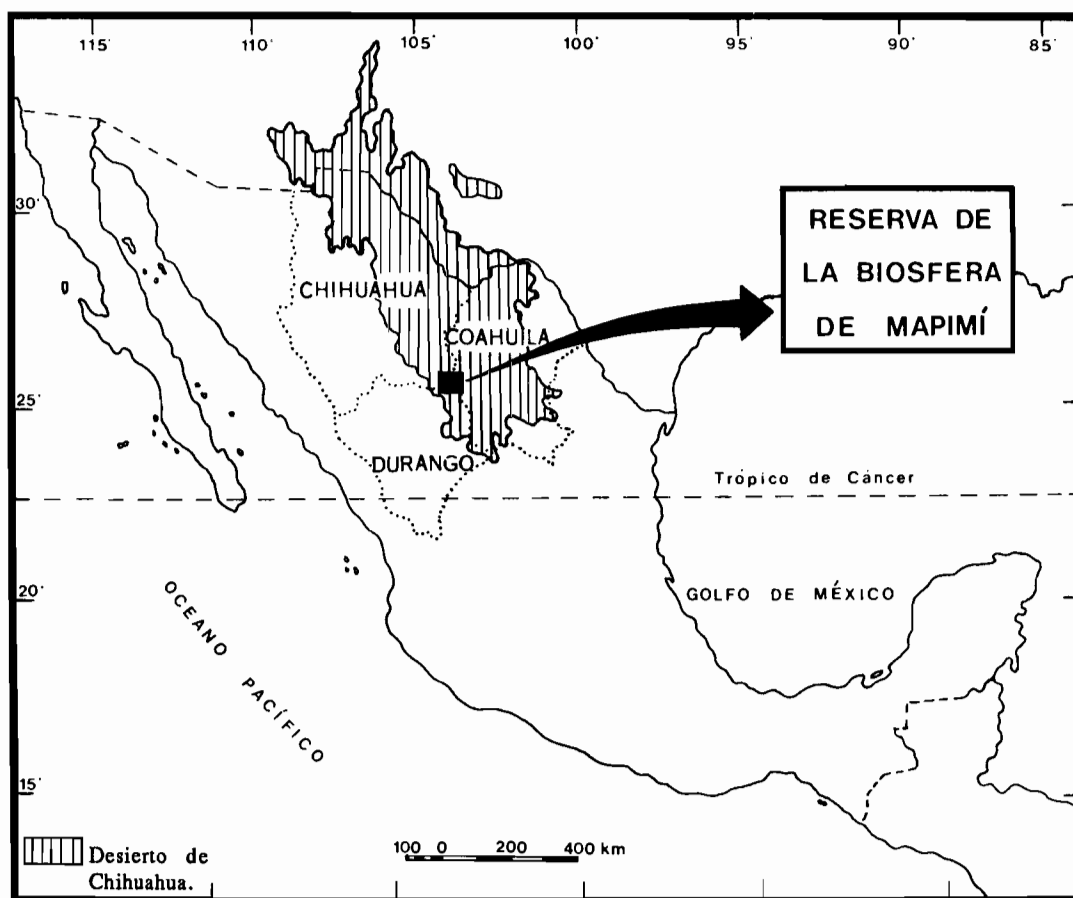 115· 105· 100· 95· 90· 85·
30·
25·
20·
15·
RESERVA DE
LA BIOSFERA
DE MAPIMÍ
CHIHUAHUA
COAHUILA
DURANGO
Trópico de Cáncer
GOLFO DE MÉXICO
OCEANO PACÍFICO
Desierto de
Chihuahua.
100 0 200 400 km